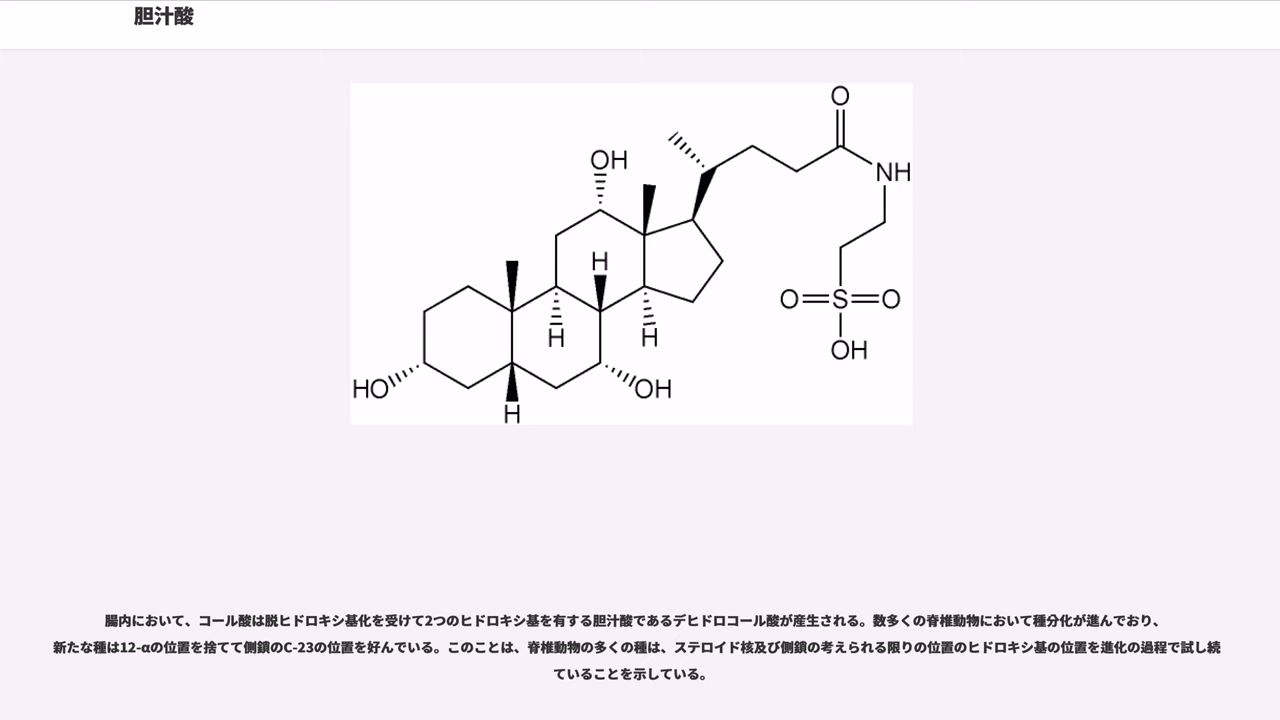 胆汁酸
O
OH
NH
H
O=S=O
H
H
OH
HO
OH
H
腸内において、コール酸は脱ヒドロキシ基化を受けて2つのヒドロキシ基を有する胆汁酸であるデヒドロコール酸が産生される。数多くの脊椎動物において種分化が進んでおり、
新たな種は12-αの位置を捨てて側鎖のC-23の位置を好んでいる。このことは、脊椎動物の多くの種は、ステロイド核及び側鎖の考えられる限りの位置のヒドロキシ基の位置を進化の過程で試し続
ていることを示している。